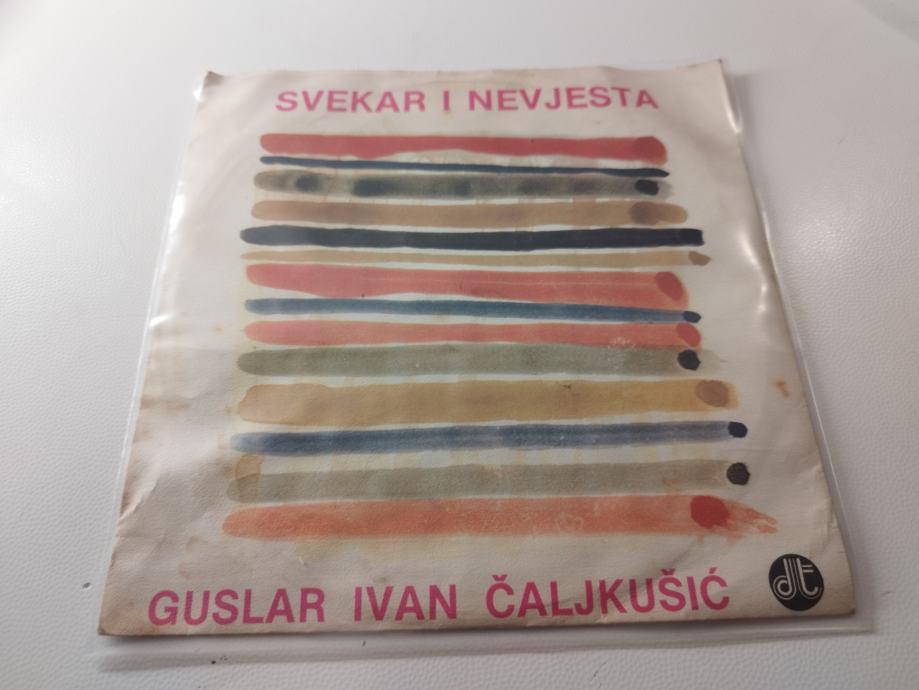 SVEKAR I NEVJESTA
GUSLAR IVAN ČALJKUŠIĆ
dt